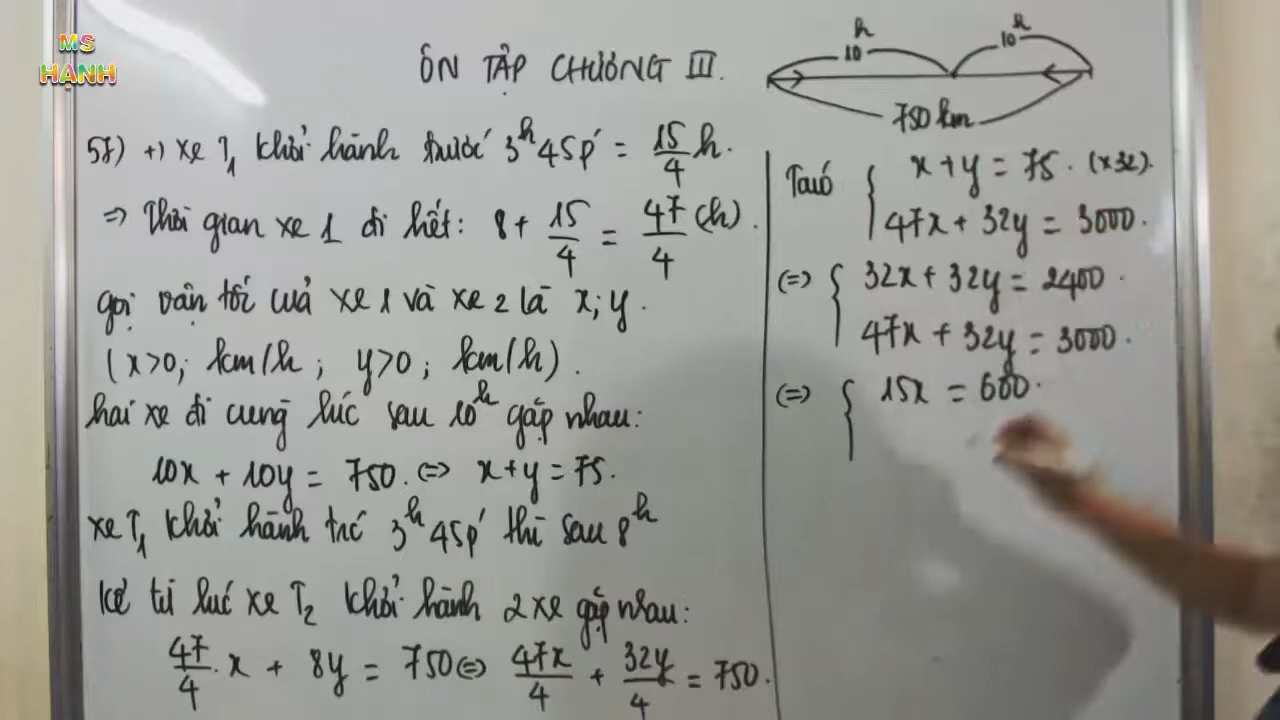 MS
HẠNH
ÔN TẬP CHƯƠNG III.
10h 10h
750 km
57) +) xe T1 khởi hành trước 3h 45p' = 15/4 h.
=> Thời gian xe 1 đi hết: 8 + 15/4 = 47/4 (h).
gọi vận tốc của xe 1 và xe 2 là x; y.
(x>0; km/h; y>0; km/h).
hai xe đi cùng lúc sau 10h gặp nhau:
10x + 10y = 750. <=> x+y = 75.
xe T1 khởi hành trc 3h 45p' thì sau 8h
kể từ lúc xe T2 khởi hành 2 xe gặp nhau:
47/4 . x + 8y = 750 <=> 47x/4 + 32y/4 = 750.
Ta có { x+y = 75. (x32).
47x + 32y = 3000.
(=) { 32x + 32y = 2400.
47x + 32y = 3000.
(=) { 15x = 600.